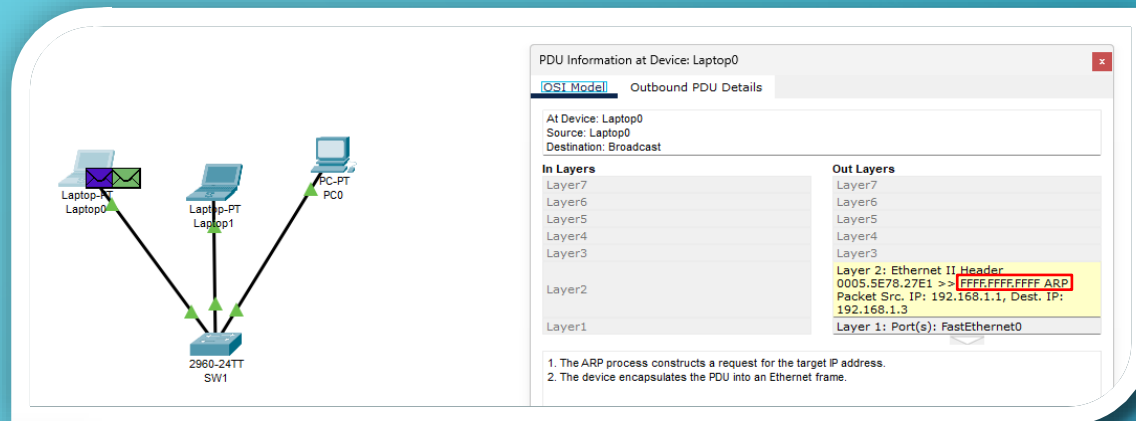 PDU Information at Device: Laptop0
x
OSI Model
Outbound PDU Details
At Device: Laptop0
Source: Laptop0
Destination: Broadcast
In Layers
Layer7
Layer6
Layer5
Layer4
Layer3
Layer2
Layer1
Out Layers
Layer7
Layer6
Layer5
Layer4
Layer3
Layer 2: Ethernet II Header
0005.5E78.27E1 >> FFFF.FFFF.FFFF ARP
Packet Src. IP: 192.168.1.1, Dest. IP:
192.168.1.3
Layer 1: Port(s): FastEthernet0
1. The ARP process constructs a request for the target IP address.
2. The device encapsulates the PDU into an Ethernet frame.
Laptop-PT
Laptop0
Laptop-PT
Laptop1
PC-PT
PC0
2960-24TT
SW1